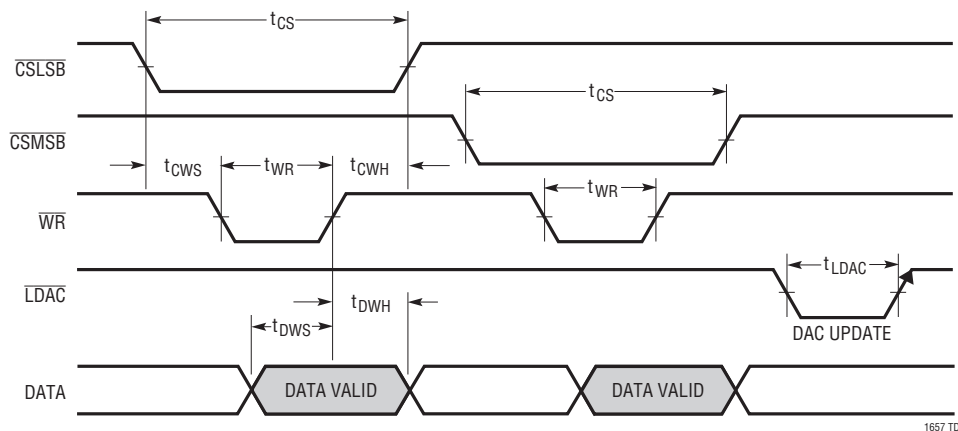 tCS
CSLSB
tCS
CSMSB
tCWS tWR tCWH
tWR
WR
tLDAC
LDAC
tDWH
tDWS
DAC UPDATE
DATA DATA VALID DATA VALID
1657 TD